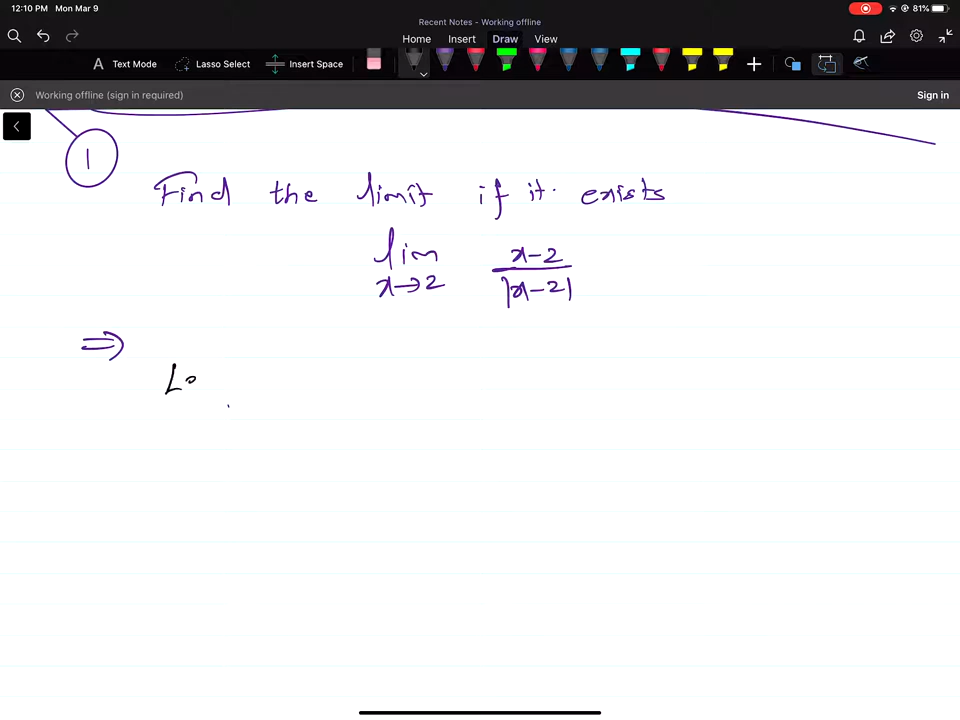 12:10 PM Mon Mar 9
81%
Recent Notes - Working offline
Home Insert Draw View
Text Mode Lasso Select Insert Space
Working offline (sign in required) Sign in
1
Find the limit if it exists
lim x→2 x-2 / |x-2|
⇒
Lo